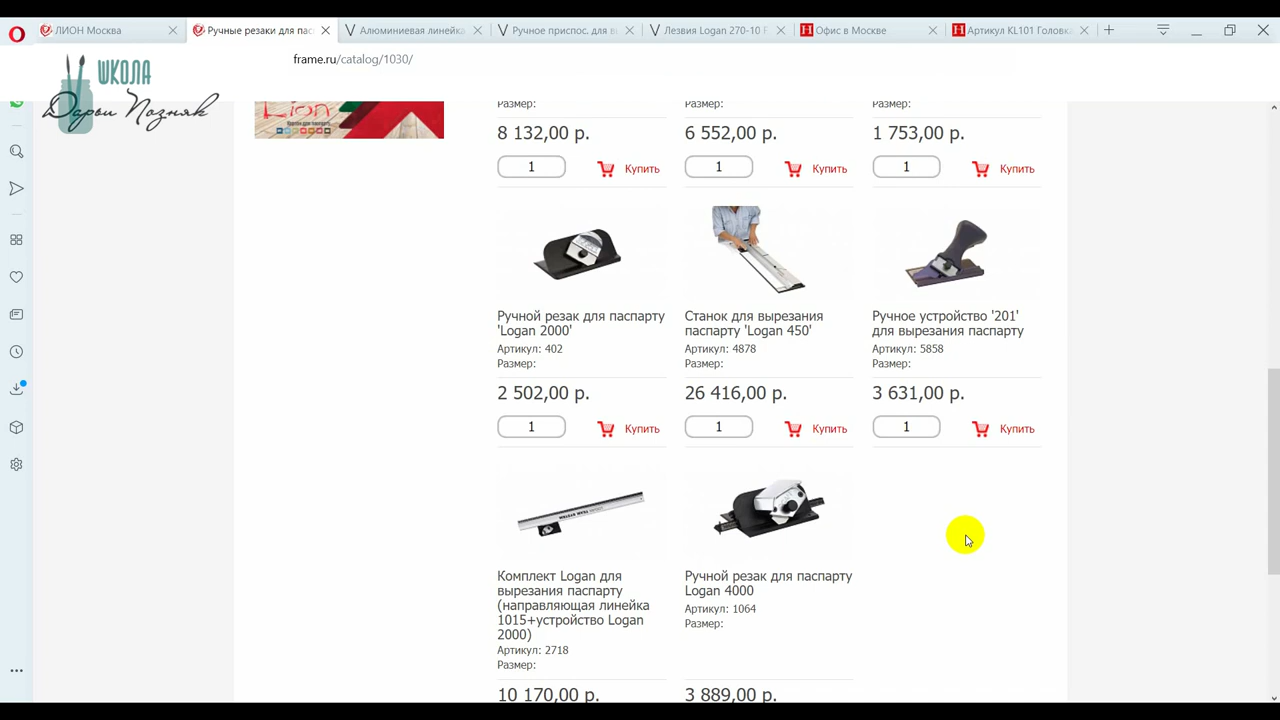 ЛИОН Москва
Ручные резаки для пас
Алюминиевая линейка
Ручное приспос. для в
Лезвия Logan 270-10 F
Офис в Москве
Артикул KL101 Головка
ШКОЛА
Дарьи Позняк
frame.ru/catalog/1030/
Lion
Размер:
Размер:
Размер:
8 132,00 р.
6 552,00 р.
1 753,00 р.
1
Купить
1
Купить
1
Купить
Ручной резак для паспарту
'Logan 2000'
Артикул: 402
Размер:
2 502,00 р.
1
Купить
Станок для вырезания
паспарту 'Logan 450'
Артикул: 4878
Размер:
26 416,00 р.
1
Купить
Ручное устройство '201'
для вырезания паспарту
Артикул: 5858
Размер:
3 631,00 р.
1
Купить
Комплект Logan для
вырезания паспарту
(направляющая линейка
1015+устройство Logan
2000)
Артикул: 2718
Размер:
10 170,00 р.
Ручной резак для паспарту
Logan 4000
Артикул: 1064
Размер:
3 889,00 р.